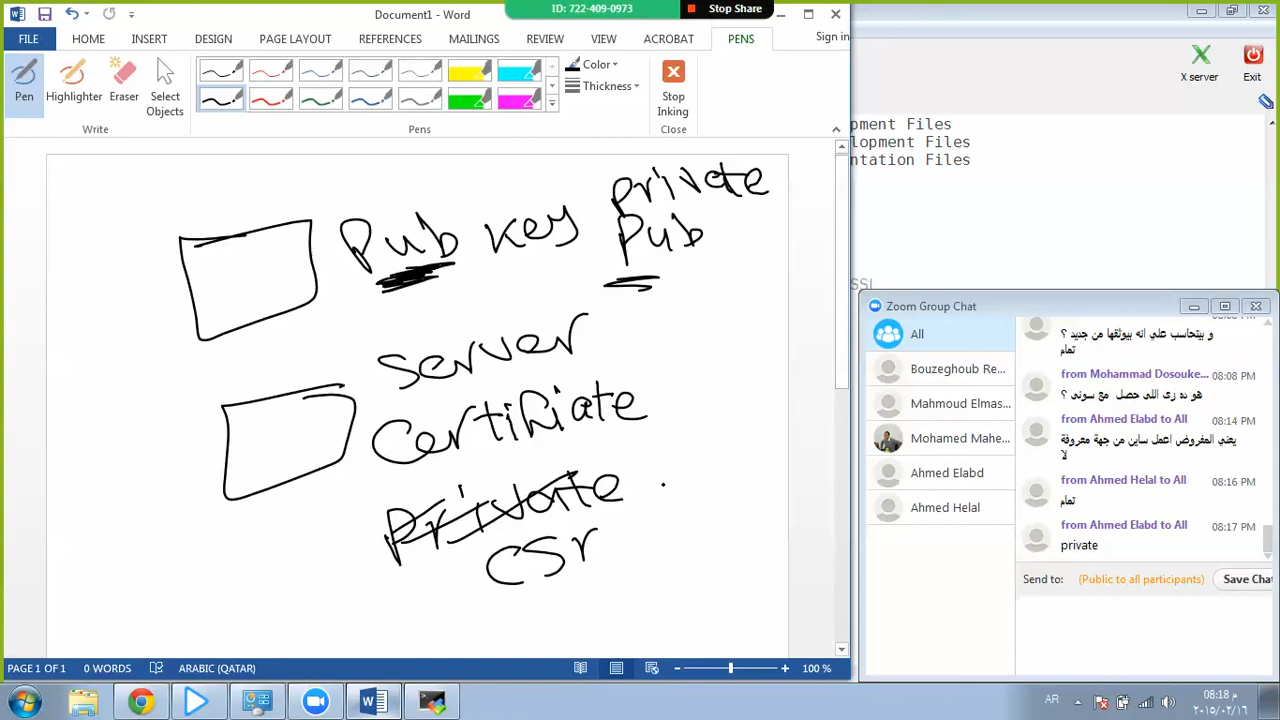 Document1 - Word
ID: 722-409-0973
Stop Share
FILE HOME INSERT DESIGN PAGE LAYOUT REFERENCES MAILINGS REVIEW VIEW ACROBAT PENS Sign in
Pen Highlighter Eraser Select Objects
Color
Thickness
Stop Inking
Write Pens Close
X server Exit
pment Files
lopment Files
ntation Files
private
Pub key Pub
Server
Certifiate
private
CSr
Zoom Group Chat
All
Bouzeghoub Re...
Mahmoud Elmas...
Mohamed Mahe...
Ahmed Elabd
Ahmed Helal
و بيتحاسب علي انه بيوثقها من جديد ؟
تمام
from Mohammad Dosouke... 08:08 PM
هو ده زى اللى حصل مع سونى ؟
from Ahmed Elabd to All 08:14 PM
يعني المفروض اعمل ساين من جهة معروفة
لا
from Ahmed Helal to All 08:16 PM
تمام
from Ahmed Elabd to All 08:17 PM
private
Send to: (Public to all participants) Save Chat
PAGE 1 OF 1 0 WORDS ARABIC (QATAR) 100 %
AR
08:18 م
٢٠١٥/٠٢/١٦